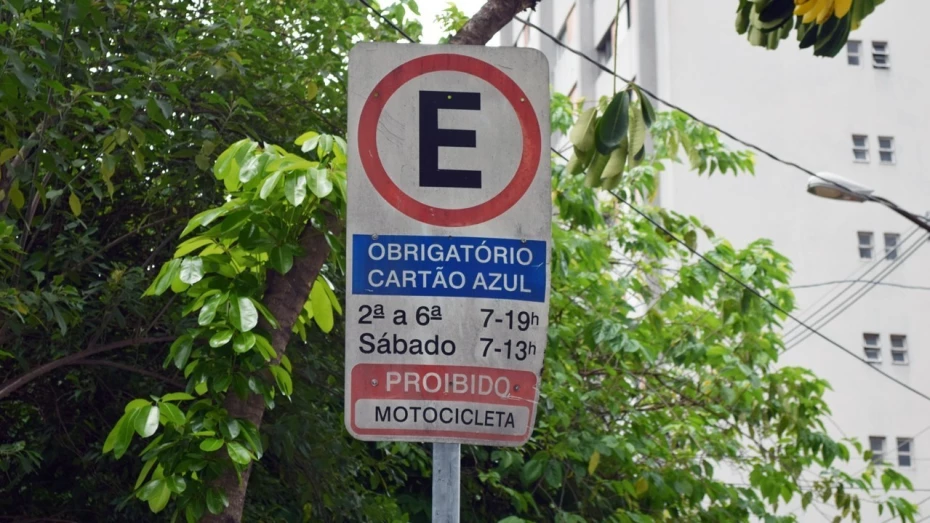 E
OBRIGATÓRIO
CARTÃO AZUL
2ª a 6ª 7-19h
Sábado 7-13h
PROIBIDO
MOTOCICLETA